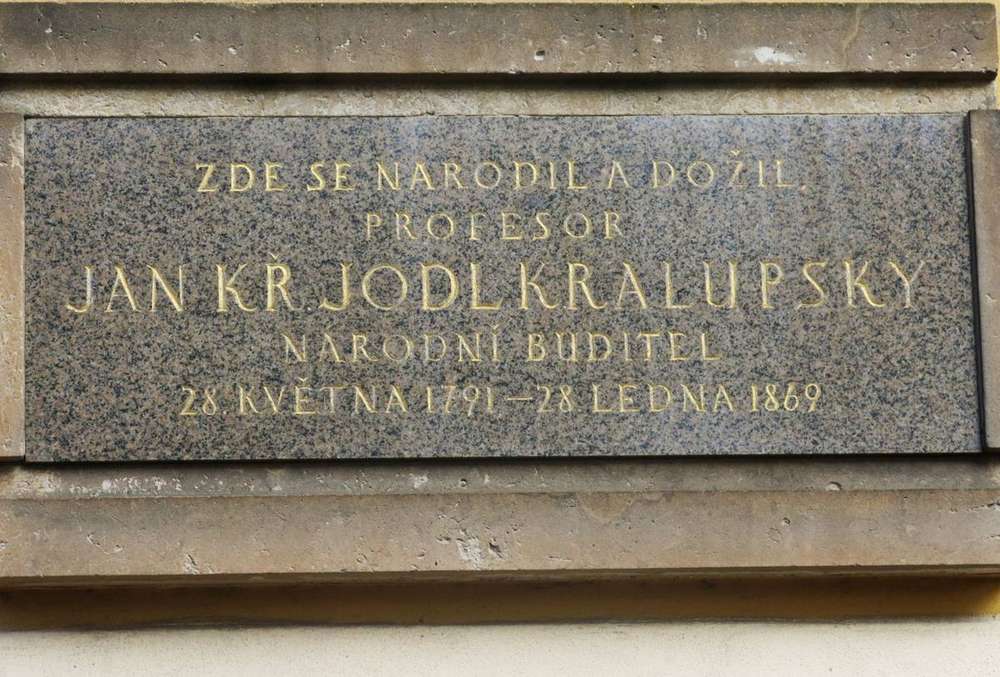 ZDE SE NARODIL A DOŽIL.
PROFESOR
JAN KŘ. JODL KRALUPSKÝ
NÁRODNÍ BUDITEL
28. KVĚTNA 1791 – 28. LEDNA 1869